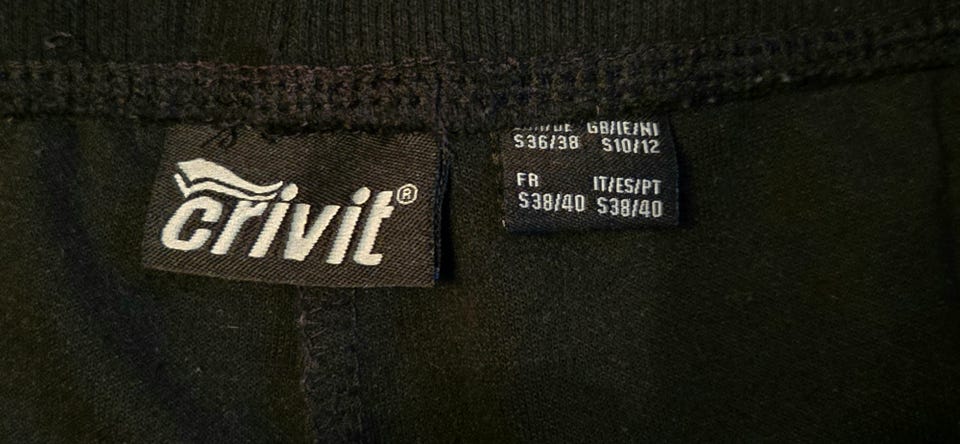 crivit®
GB/IE/NI
S36/38 S10/12
FR IT/ES/PT
S38/40 S38/40